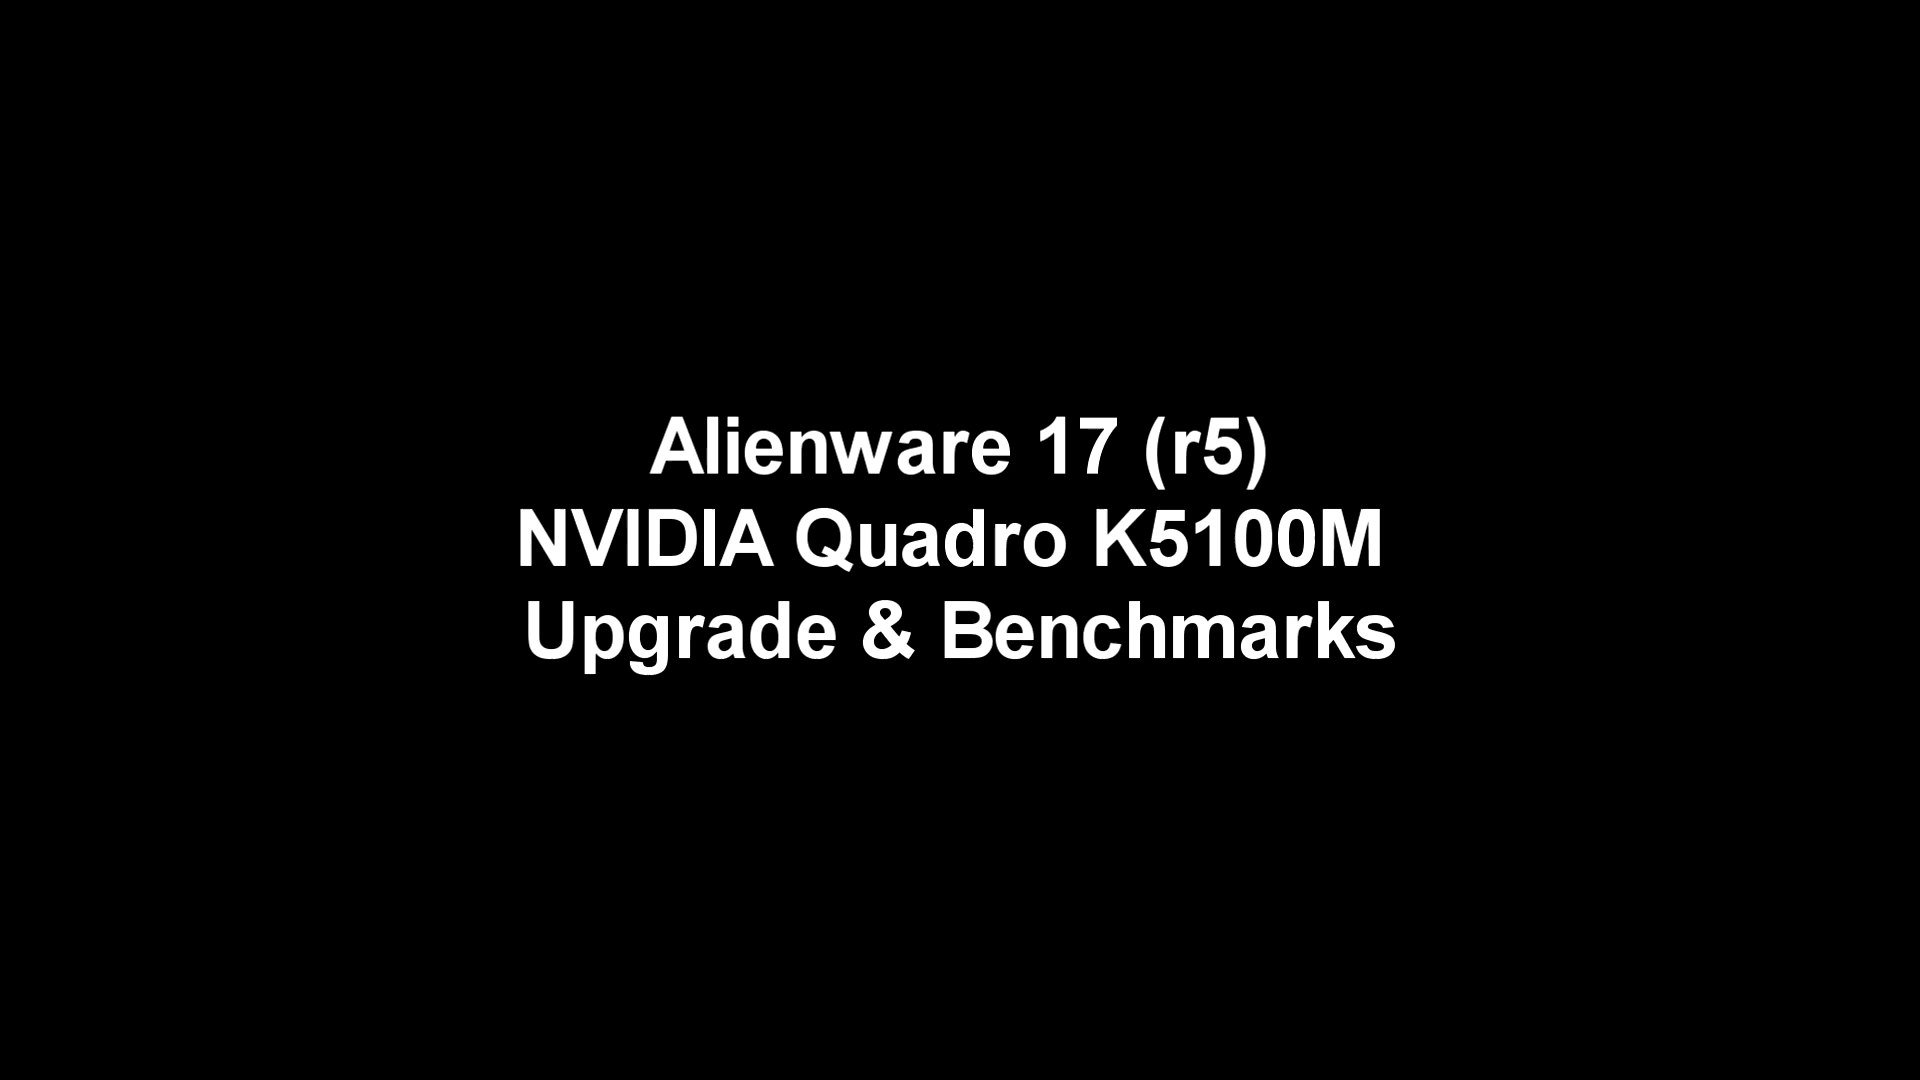 Alienware 17 (r5)
NVIDIA Quadro K5100M
Upgrade & Benchmarks